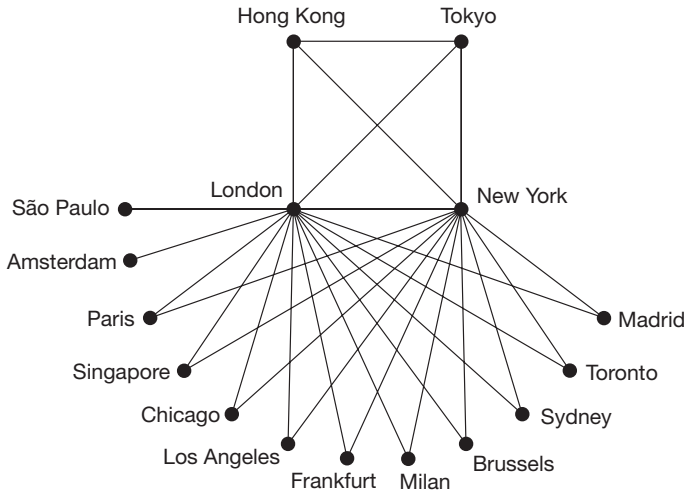 Hong Kong
Tokyo
London
New York
São Paulo
Amsterdam
Paris
Madrid
Singapore
Toronto
Chicago
Sydney
Los Angeles
Brussels
Frankfurt
Milan